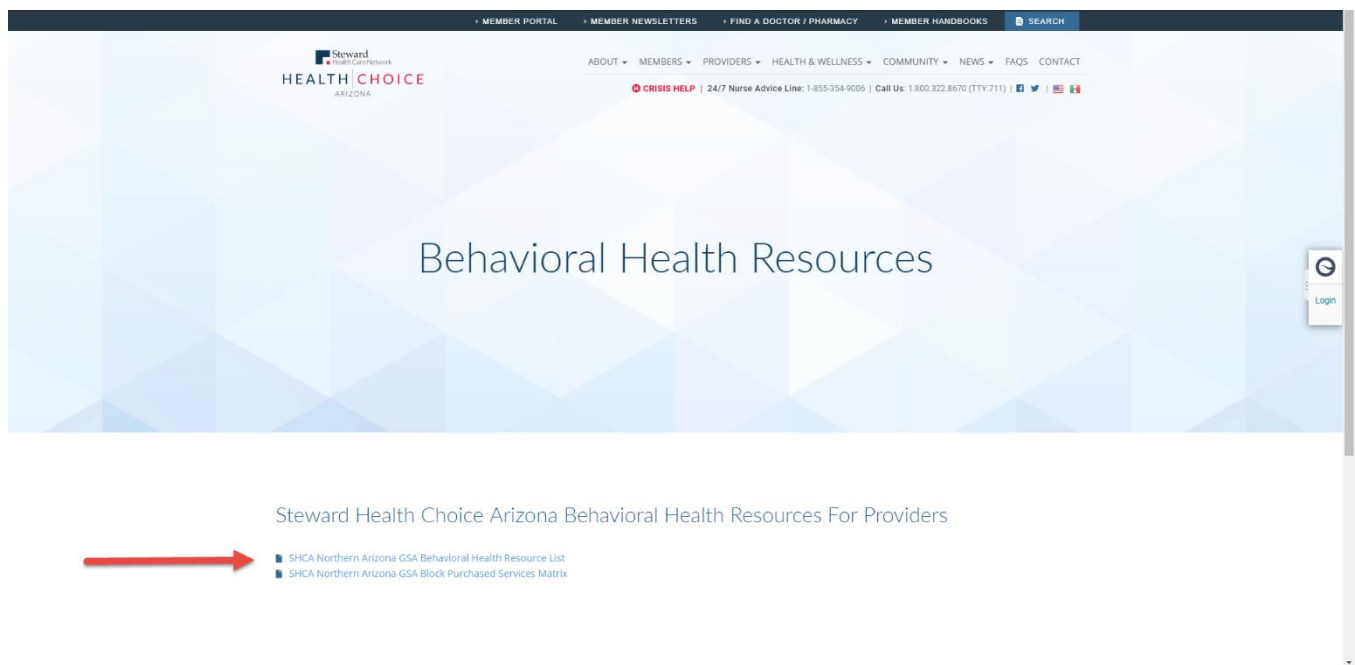 MEMBER PORTAL MEMBER NEWSLETTERS FIND A DOCTOR / PHARMACY MEMBER HANDBOOKS SEARCH
Steward
Health Care Network
HEALTH CHOICE
ARIZONA
ABOUT MEMBERS PROVIDERS HEALTH & WELLNESS COMMUNITY NEWS FAQS CONTACT
CRISIS HELP | 24/7 Nurse Advice Line: 1-855-354-9006 | Call Us: 1.800.322.8670 (TTY:711) | |
Behavioral Health Resources
Login
Steward Health Choice Arizona Behavioral Health Resources For Providers
SHCA Northern Arizona GSA Behavioral Health Resource List
SHCA Northern Arizona GSA Block Purchased Services Matrix